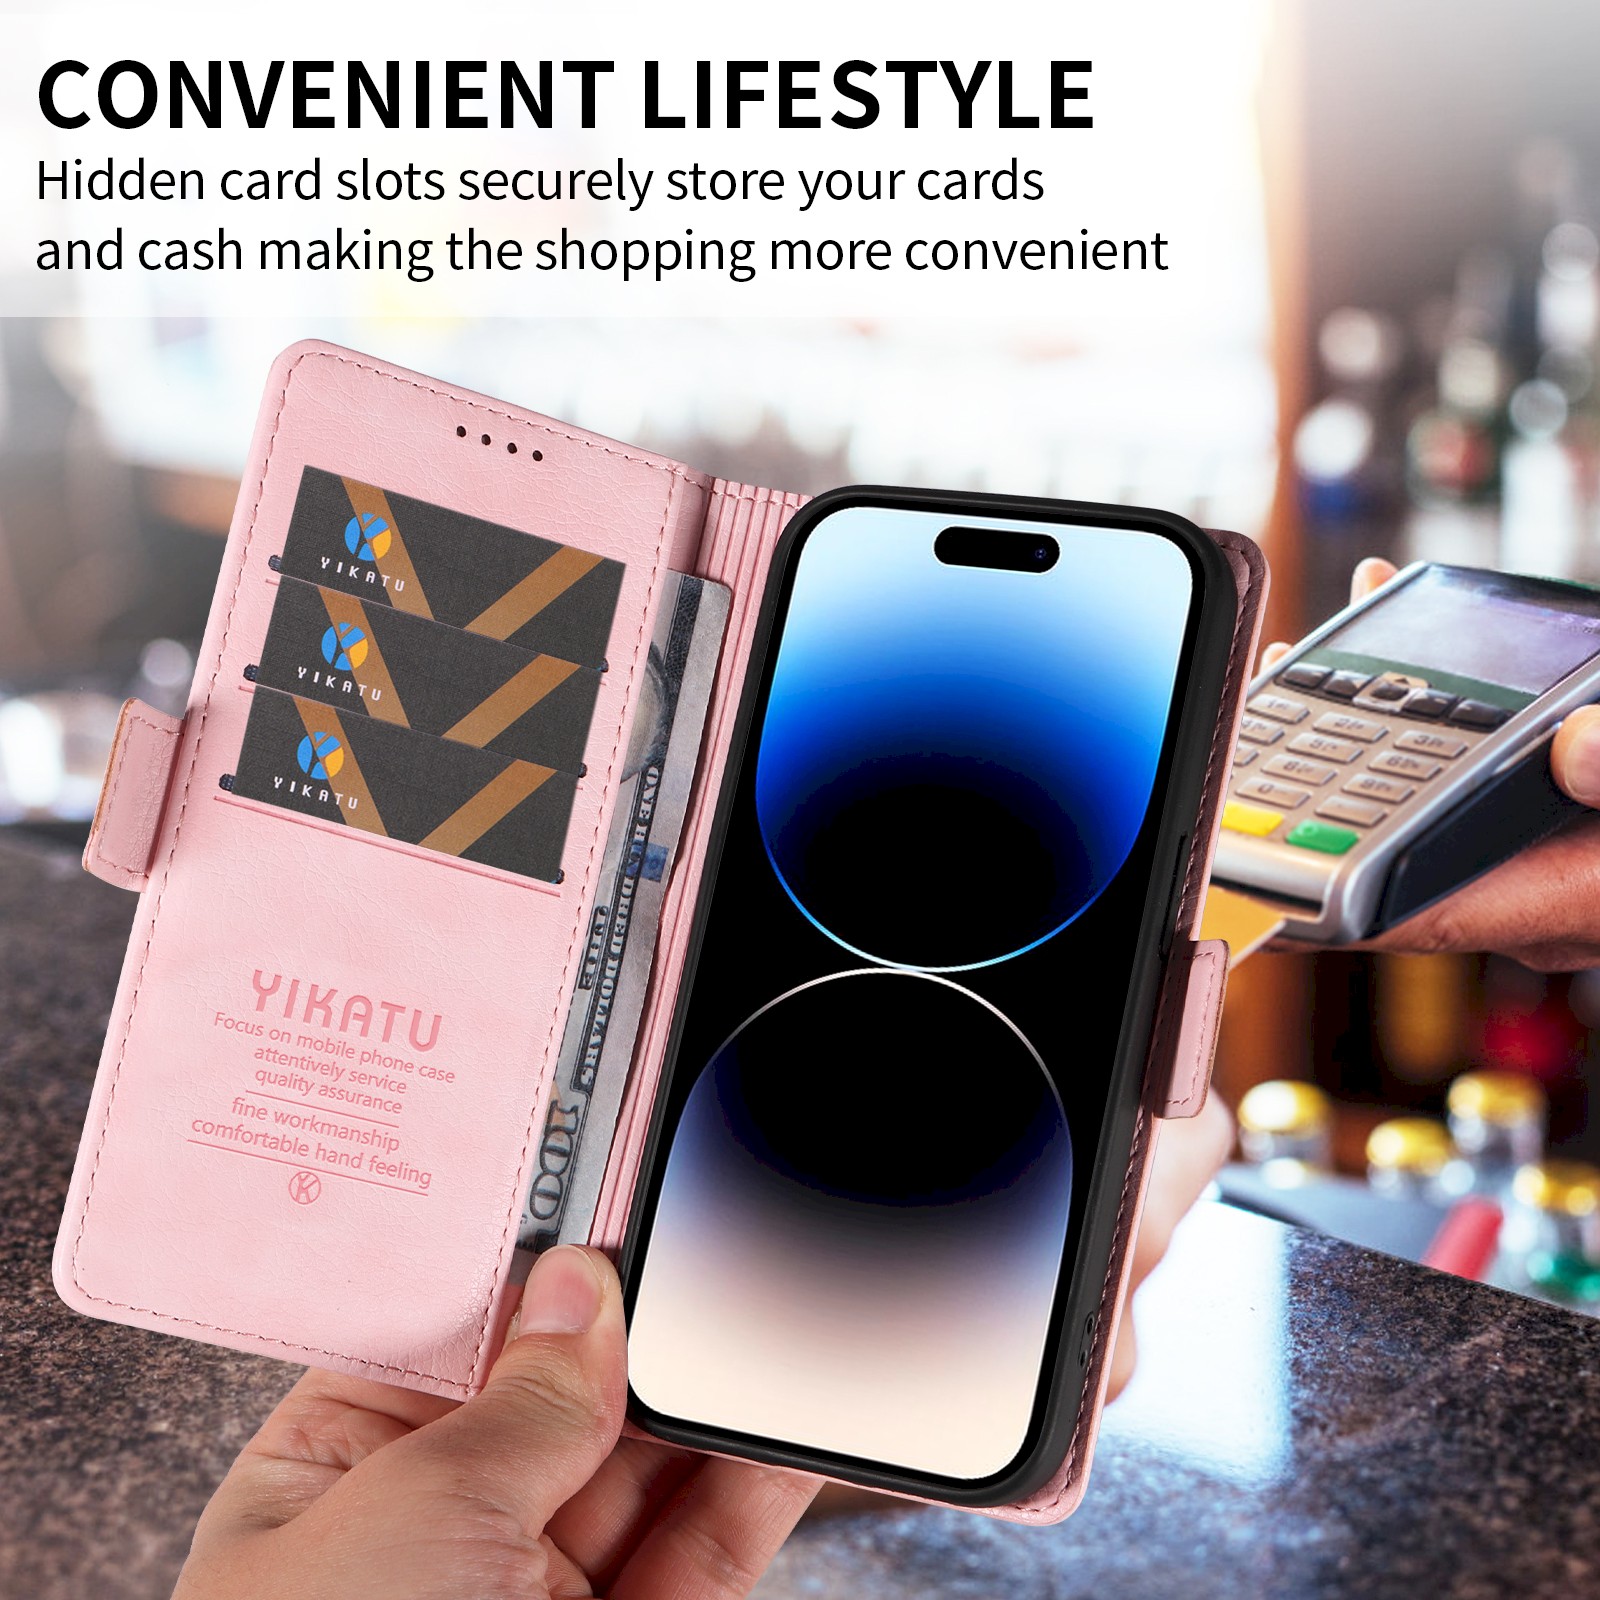 CONVENIENT LIFESTYLE
Hidden card slots securely store your cards
and cash making the shopping more convenient
YIKATU
YIKATU
YIKATU
YIKATU
Focus on mobile phone case
attentively service
quality assurance
fine workmanship
comfortable hand feeling
100